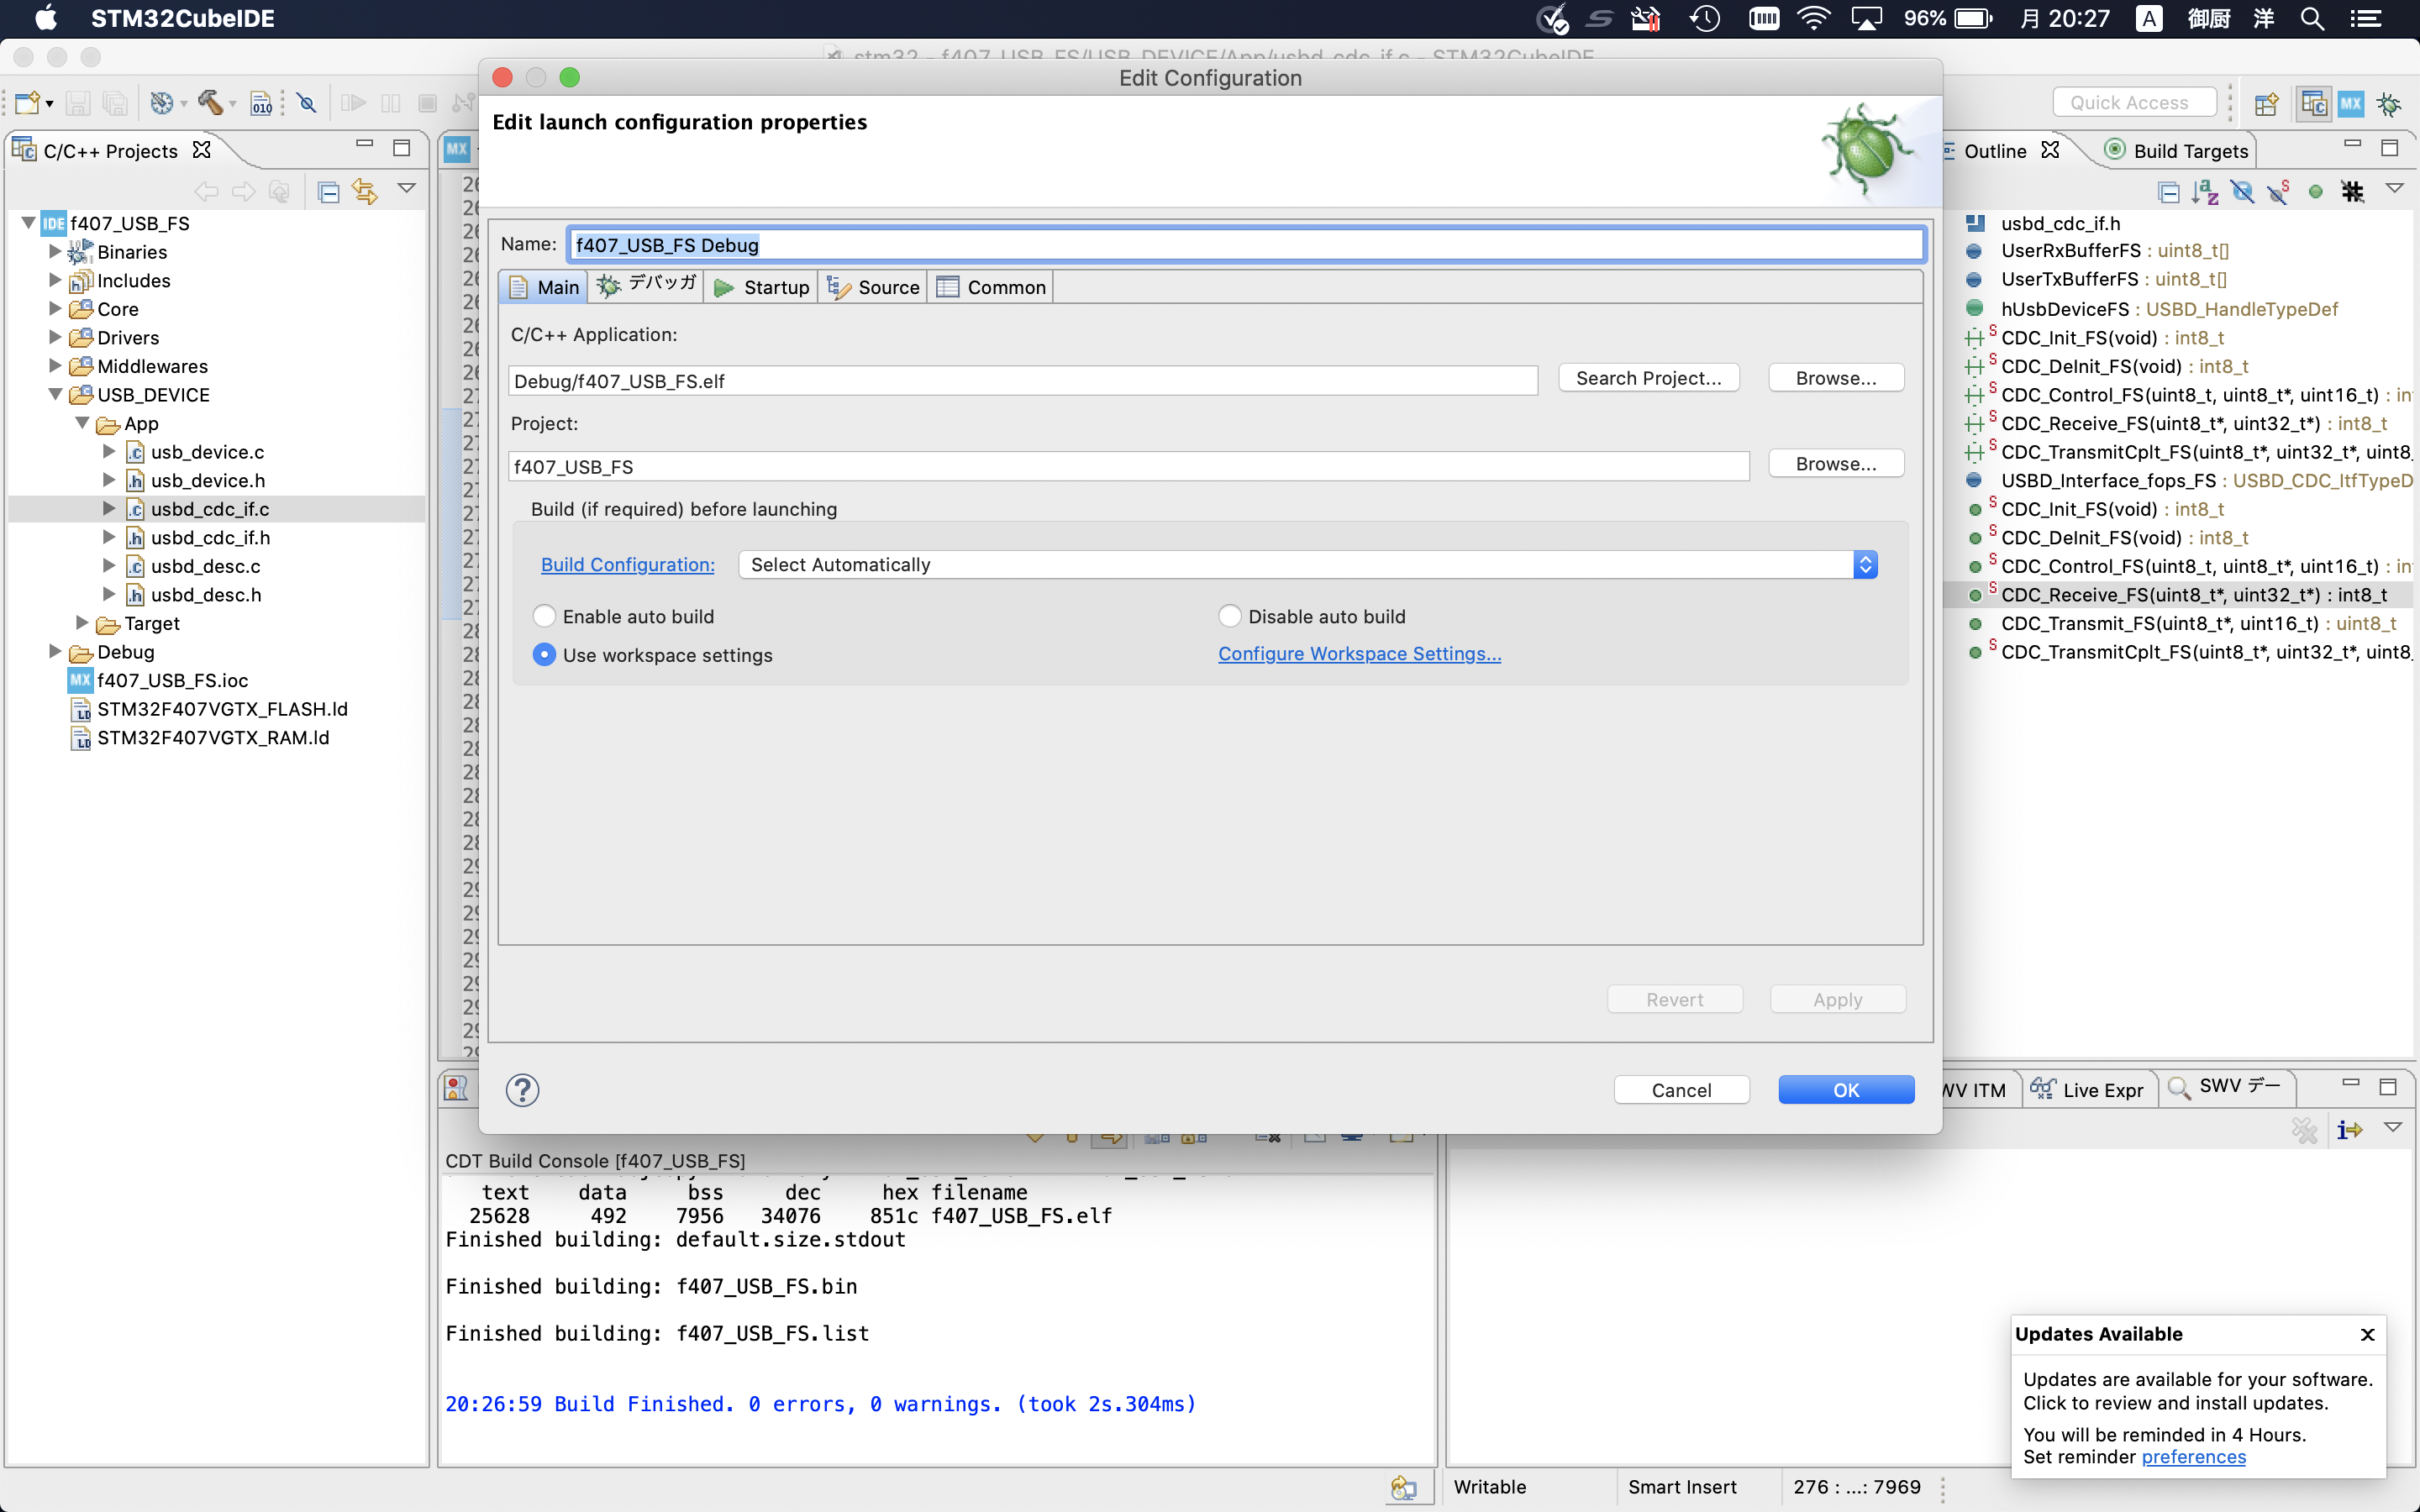 STM32CubeIDE
96%
月 20:27
A
御厨 洋
stm32 - f407_USB_FS/USB_DEVICE/App/usbd_cdc_if.c - STM32CubeIDE
Edit Configuration
Quick Access
Edit launch configuration properties
C/C++ Projects
IDE f407_USB_FS
Binaries
Includes
Core
Drivers
Middlewares
USB_DEVICE
App
usb_device.c
usb_device.h
usbd_cdc_if.c
usbd_cdc_if.h
usbd_desc.c
usbd_desc.h
Target
Debug
MX f407_USB_FS.ioc
STM32F407VGTX_FLASH.ld
STM32F407VGTX_RAM.ld
Name: f407_USB_FS Debug
Main
デバッガ
Startup
Source
Common
C/C++ Application:
Debug/f407_USB_FS.elf
Search Project...
Browse...
Project:
f407_USB_FS
Browse...
Build (if required) before launching
Build Configuration:
Select Automatically
Enable auto build
Disable auto build
Use workspace settings
Configure Workspace Settings...
Revert
Apply
Cancel
OK
Outline
Build Targets
usbd_cdc_if.h
UserRxBufferFS : uint8_t[]
UserTxBufferFS : uint8_t[]
hUsbDeviceFS : USBD_HandleTypeDef
CDC_Init_FS(void) : int8_t
CDC_DeInit_FS(void) : int8_t
CDC_Control_FS(uint8_t, uint8_t*, uint16_t) : in
CDC_Receive_FS(uint8_t*, uint32_t*) : int8_t
CDC_TransmitCplt_FS(uint8_t*, uint32_t*, uint8
USBD_Interface_fops_FS : USBD_CDC_ItfTypeD
CDC_Init_FS(void) : int8_t
CDC_DeInit_FS(void) : int8_t
CDC_Control_FS(uint8_t, uint8_t*, uint16_t) : in
CDC_Receive_FS(uint8_t*, uint32_t*) : int8_t
CDC_Transmit_FS(uint8_t*, uint16_t) : uint8_t
CDC_TransmitCplt_FS(uint8_t*, uint32_t*, uint8
WV ITM
Live Expr
SWV デー
CDT Build Console [f407_USB_FS]
text data bss dec hex filename
25628 492 7956 34076 851c f407_USB_FS.elf
Finished building: default.size.stdout
Finished building: f407_USB_FS.bin
Finished building: f407_USB_FS.list
20:26:59 Build Finished. 0 errors, 0 warnings. (took 2s.304ms)
Updates Available
Updates are available for your software.
Click to review and install updates.
You will be reminded in 4 Hours.
Set reminder preferences
Writable
Smart Insert
276 : ...: 7969